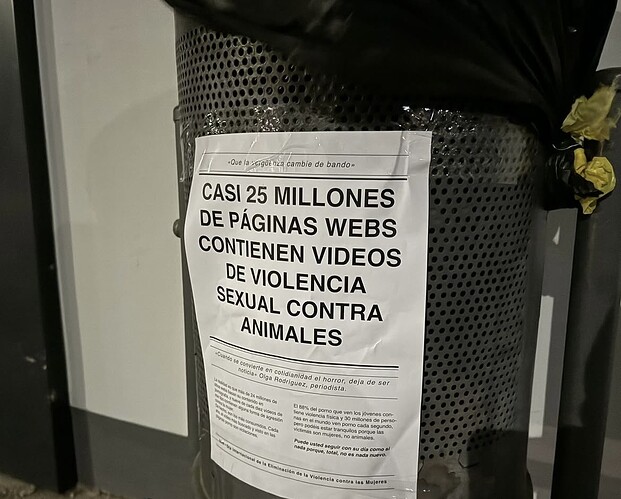 «Que la vergüenza cambie de bando»
CASI 25 MILLONES
DE PÁGINAS WEBS
CONTIENEN VIDEOS
DE VIOLENCIA
SEXUAL CONTRA
ANIMALES
«Cuando se convierte en cotidianidad el horror, deja de ser
noticia» Olga Rodríguez, periodista.
El 88% del porno que ven los jóvenes con-
tiene violencia física y 30 millones de perso-
nas en el mundo ven porno cada segundo,
pero podéis estar tranquilos porque las
víctimas son mujeres, no animales.
Puede usted seguir con su día como si
nada porque, total, no es nada nuevo.
Internacional de la Eliminación de la Violencia contra las Mujeres